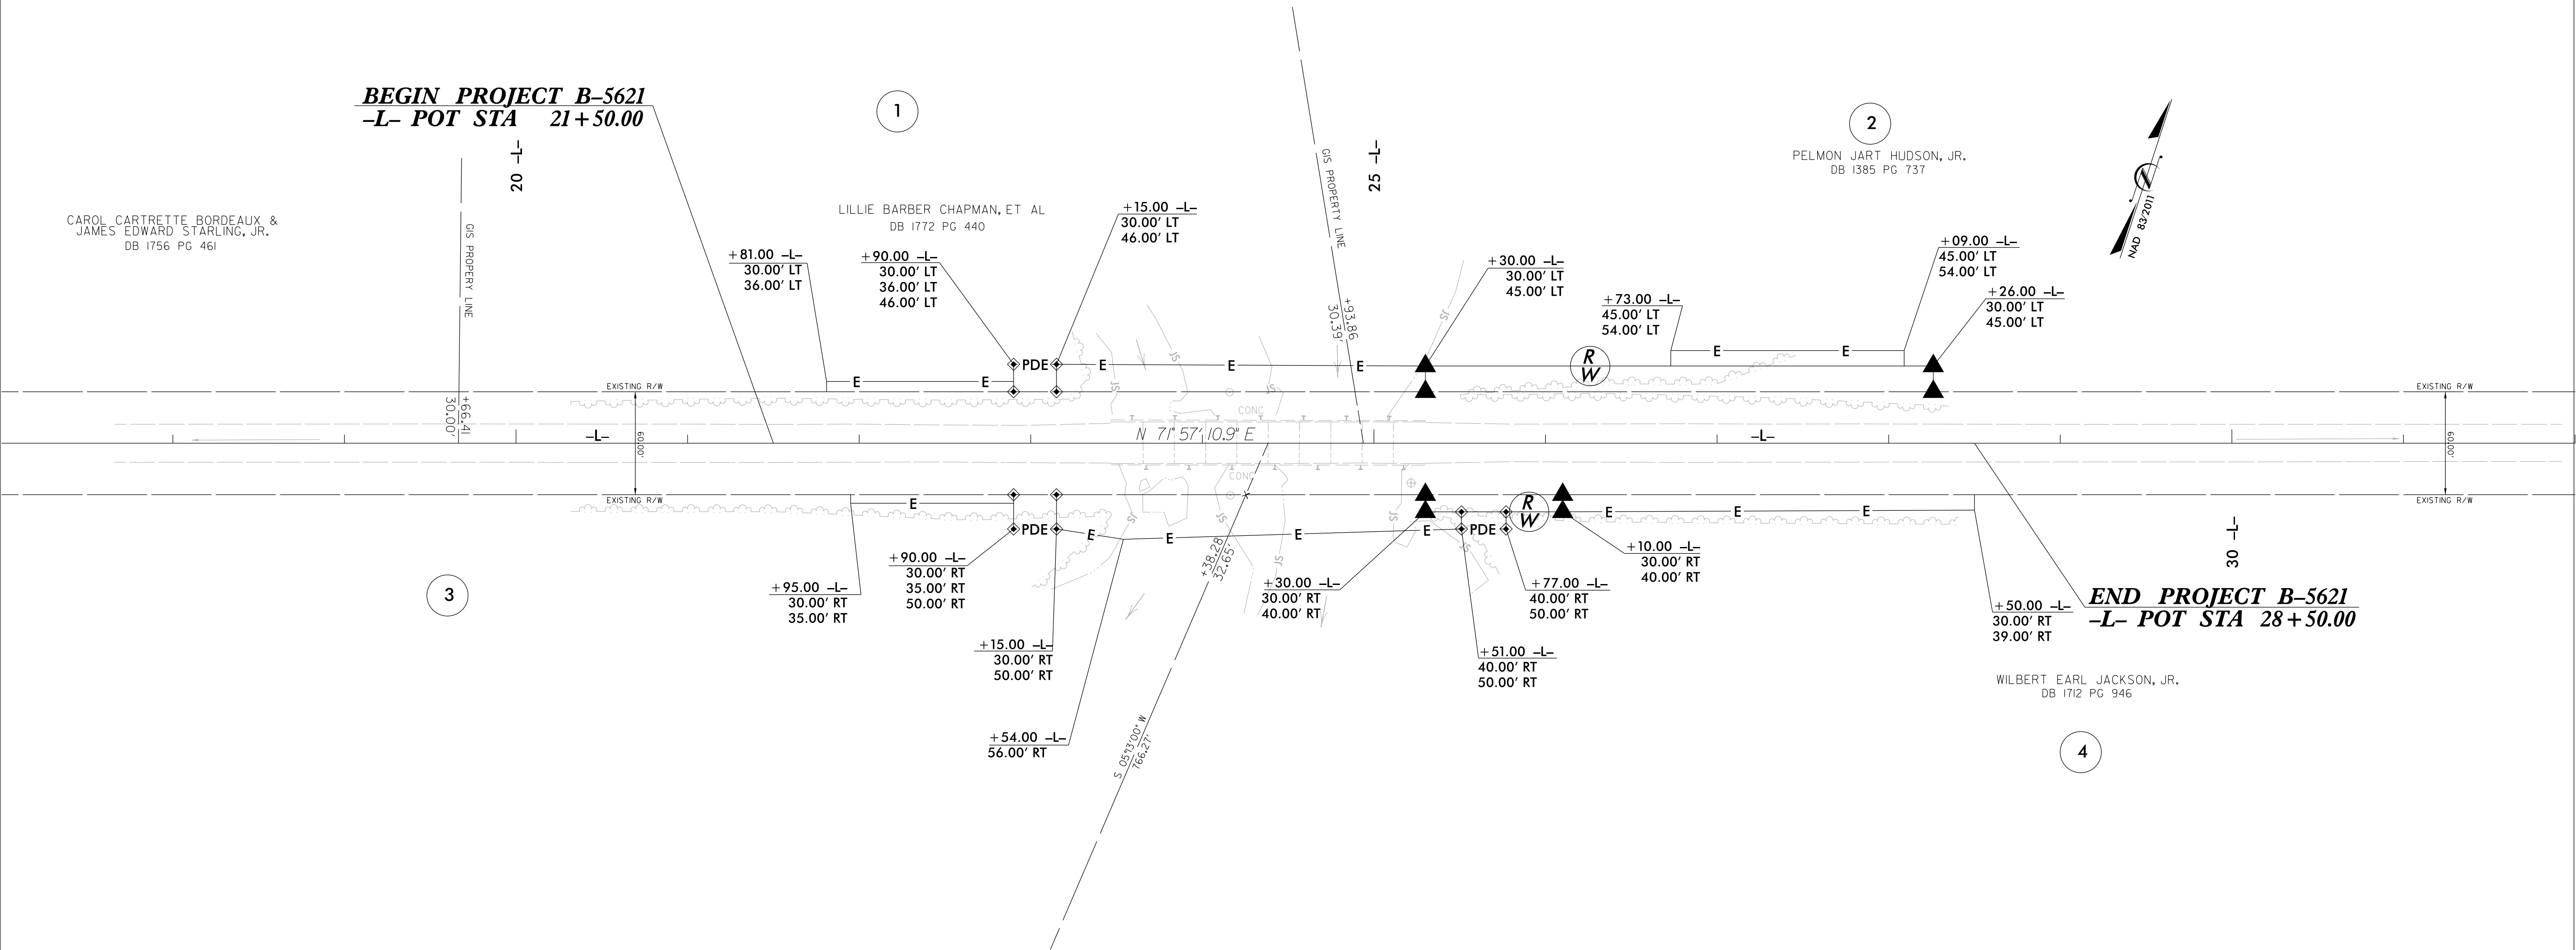 BEGIN PROJECT B–5621
–L– POT STA 21+50.00
1
2
PELMON JART HUDSON, JR.
DB 1385 PG 737
NAD 83/2011
20 –L–
25 –L–
GIS PROPERTY LINE
CAROL CARTRETTE BORDEAUX &
JAMES EDWARD STARLING, JR.
DB 1756 PG 461
GIS PROPERY LINE
LILLIE BARBER CHAPMAN, ET AL
DB 1772 PG 440
+15.00 –L–
30.00' LT
46.00' LT
+81.00 –L–
30.00' LT
36.00' LT
+90.00 –L–
30.00' LT
36.00' LT
46.00' LT
+30.00 –L–
30.00' LT
45.00' LT
+73.00 –L–
45.00' LT
54.00' LT
+09.00 –L–
45.00' LT
54.00' LT
+26.00 –L–
30.00' LT
45.00' LT
+93.86
30.39'
JS
JS
E
E
PDE
E
E
E
R
W
E
E
JS
JS
EXISTING R/W
EXISTING R/W
+66.41
30.00'
CONC
–L–
60.00'
N 71° 57' 10.9" E
–L–
60.00'
CONC
EXISTING R/W
EXISTING R/W
E
PDE
E
E
E
E
PDE
R
W
E
E
E
JS
JS
JS
JS
JS
+38.28
32.65'
+95.00 –L–
30.00' RT
35.00' RT
+90.00 –L–
30.00' RT
35.00' RT
50.00' RT
+30.00 –L–
30.00' RT
40.00' RT
+77.00 –L–
40.00' RT
50.00' RT
+10.00 –L–
30.00' RT
40.00' RT
30 –L–
+50.00 –L–
30.00' RT
39.00' RT
END PROJECT B–5621
–L– POT STA 28+50.00
3
+15.00 –L–
30.00' RT
50.00' RT
+51.00 –L–
40.00' RT
50.00' RT
WILBERT EARL JACKSON, JR.
DB 1712 PG 946
+54.00 –L–
56.00' RT
S 05°13'00" W
766.27'
4